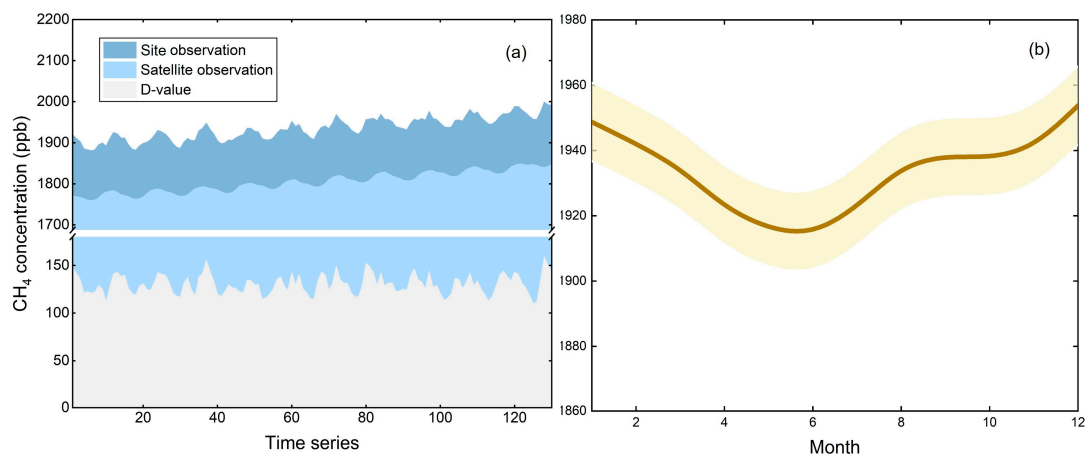 2200
2100
2000
1900
1800
1700
150
100
50
0
CH4 concentration (ppb)
Site observation
Satellite observation
D-value
(a)
20 40 60 80 100 120
Time series
1980
1960
1940
1920
1900
1880
1860
(b)
2 4 6 8 10 12
Month